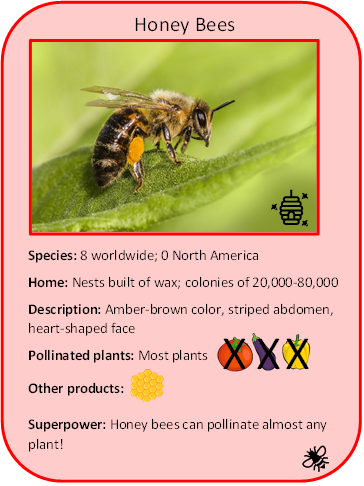 Honey Bees
Species: 8 worldwide; 0 North America
Home: Nests built of wax; colonies of 20,000-80,000
Description: Amber-brown color, striped abdomen,
heart-shaped face
Pollinated plants: Most plants
Other products:
Superpower: Honey bees can pollinate almost any
plant!